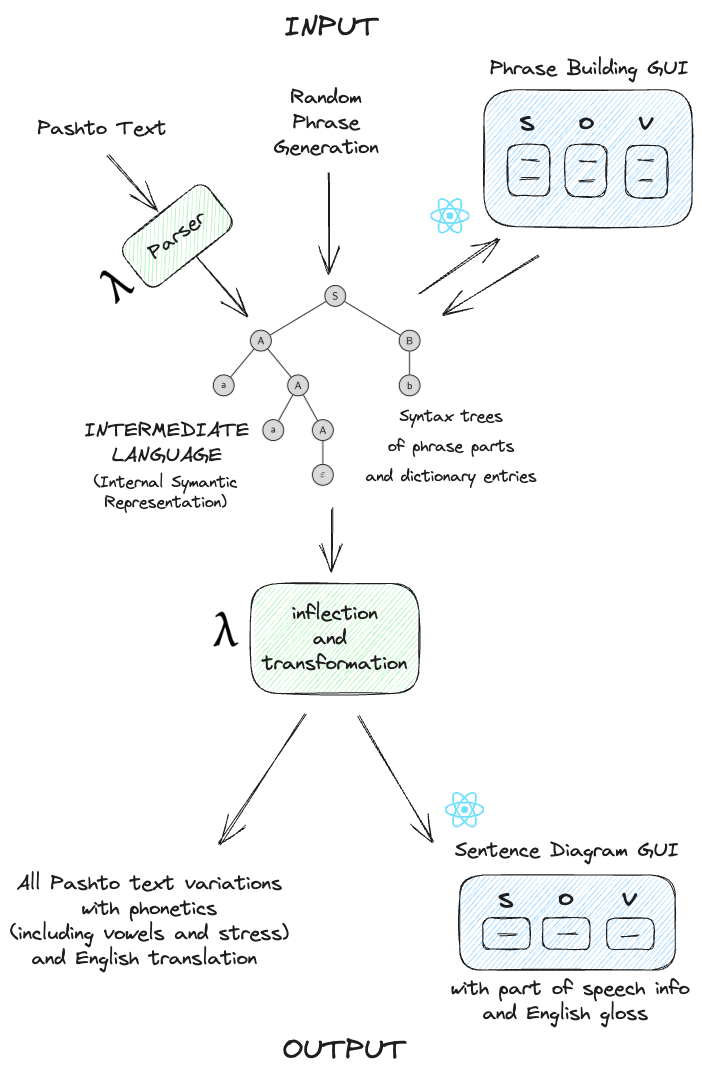 INPUT
Phrase Building GUI
S O V
Random
Phrase
Generation
Pashto Text
Parser
λ
S
A B
a A b
a A
ε
INTERMEDIATE
LANGUAGE
(Internal Symantic
Representation)
Syntax trees
of phrase parts
and dictionary entries
λ
inflection
and
transformation
All Pashto text variations
with phonetics
(including vowels and stress)
and English translation
Sentence Diagram GUI
S O V
with part of speech info
and English gloss
OUTPUT